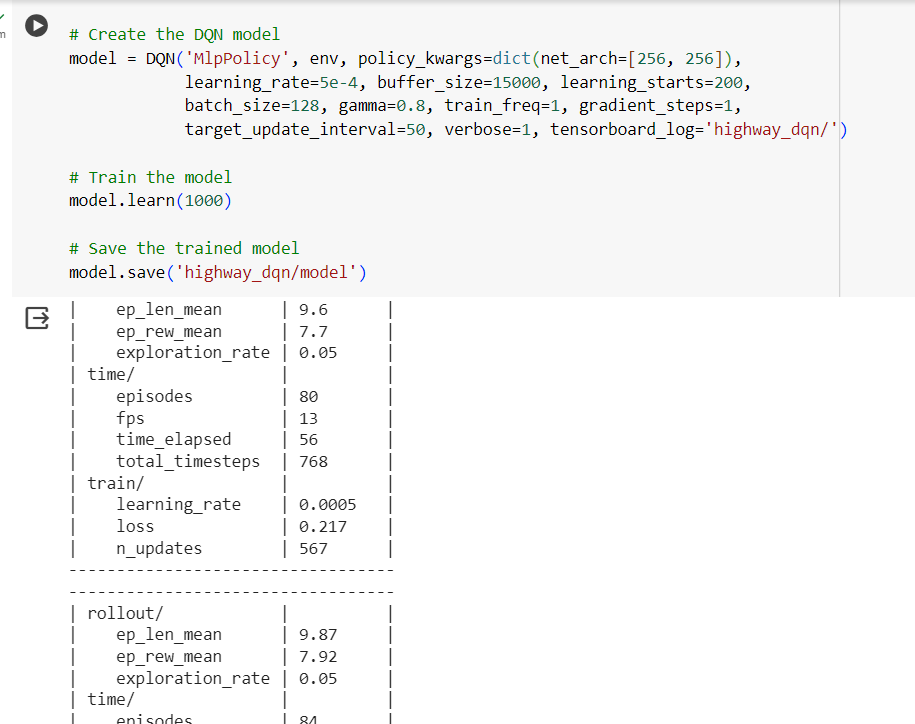 # Create the DQN model
model = DQN('MlpPolicy', env, policy_kwargs=dict(net_arch=[256, 256]),
            learning_rate=5e-4, buffer_size=15000, learning_starts=200,
            batch_size=128, gamma=0.8, train_freq=1, gradient_steps=1,
            target_update_interval=50, verbose=1, tensorboard_log='highway_dqn/')
# Train the model
model.learn(1000)
# Save the trained model
model.save('highway_dqn/model')
|    ep_len_mean      | 9.6      |
|    ep_rew_mean      | 7.7      |
|    exploration_rate | 0.05     |
| time/               |          |
|    episodes         | 80       |
|    fps              | 13       |
|    time_elapsed     | 56       |
|    total_timesteps  | 768      |
| train/              |          |
|    learning_rate    | 0.0005   |
|    loss             | 0.217    |
|    n_updates        | 567      |
----------------------------------
----------------------------------
| rollout/            |          |
|    ep_len_mean      | 9.87     |
|    ep_rew_mean      | 7.92     |
|    exploration_rate | 0.05     |
| time/               |          |
|    episodes         | 84       |